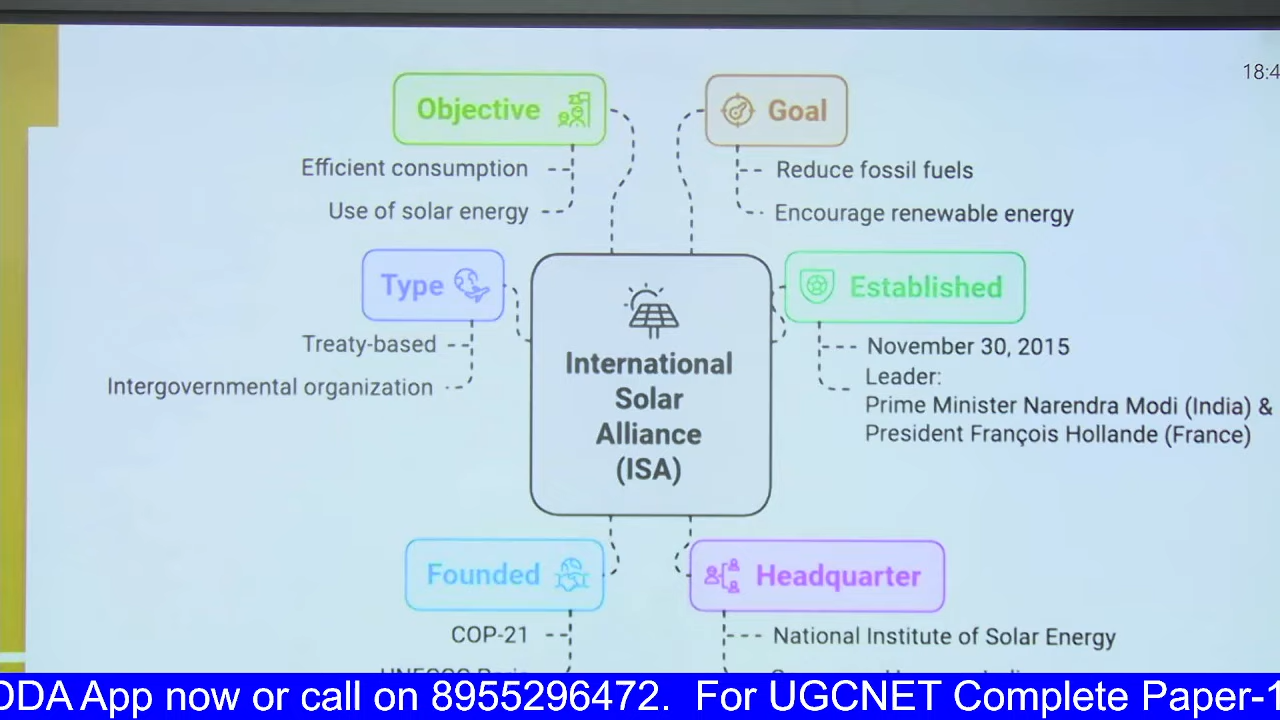 18:4
Objective
Efficient consumption
Use of solar energy
Goal
Reduce fossil fuels
Encourage renewable energy
Type
Treaty-based
Intergovernmental organization
International
Solar
Alliance
(ISA)
Established
November 30, 2015
Leader:
Prime Minister Narendra Modi (India) &
President François Hollande (France)
Founded
COP-21
Headquarter
National Institute of Solar Energy
DDA App now or call on 8955296472. For UGCNET Complete Paper-1